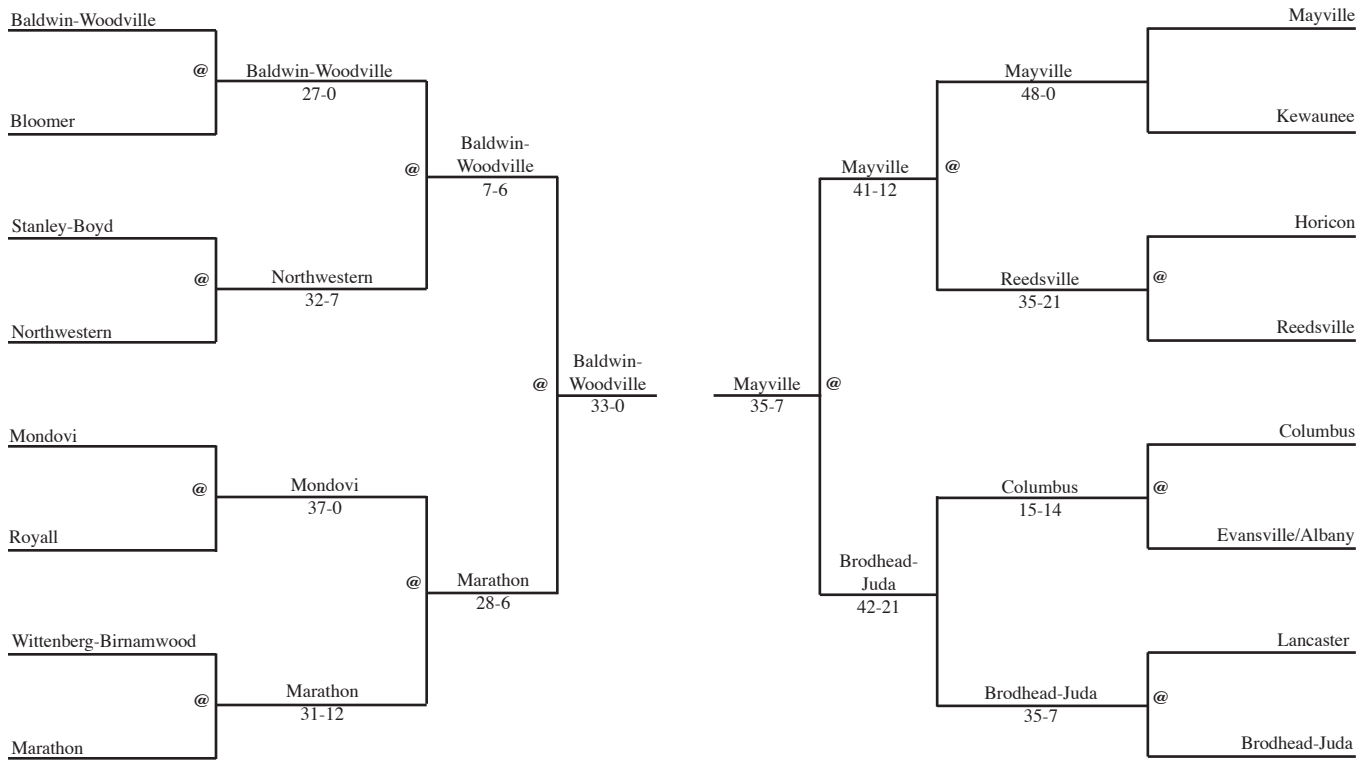 Baldwin-Woodville
@
Baldwin-Woodville
27-0
Bloomer
@
Baldwin-
Woodville
7-6
Stanley-Boyd
@
Northwestern
32-7
Northwestern
@
Baldwin-
Woodville
33-0
Mondovi
@
Mondovi
37-0
Royall
@
Marathon
28-6
Wittenberg-Birnamwood
@
Marathon
31-12
Marathon
Mayville
Mayville
48-0
Kewaunee
Mayville
@
41-12
Horicon
Reedsville
@
35-21
Reedsville
Mayville
@
35-7
Columbus
Columbus
@
15-14
Evansville/Albany
Brodhead-
Juda
42-21
Lancaster
Brodhead-Juda
@
35-7
Brodhead-Juda